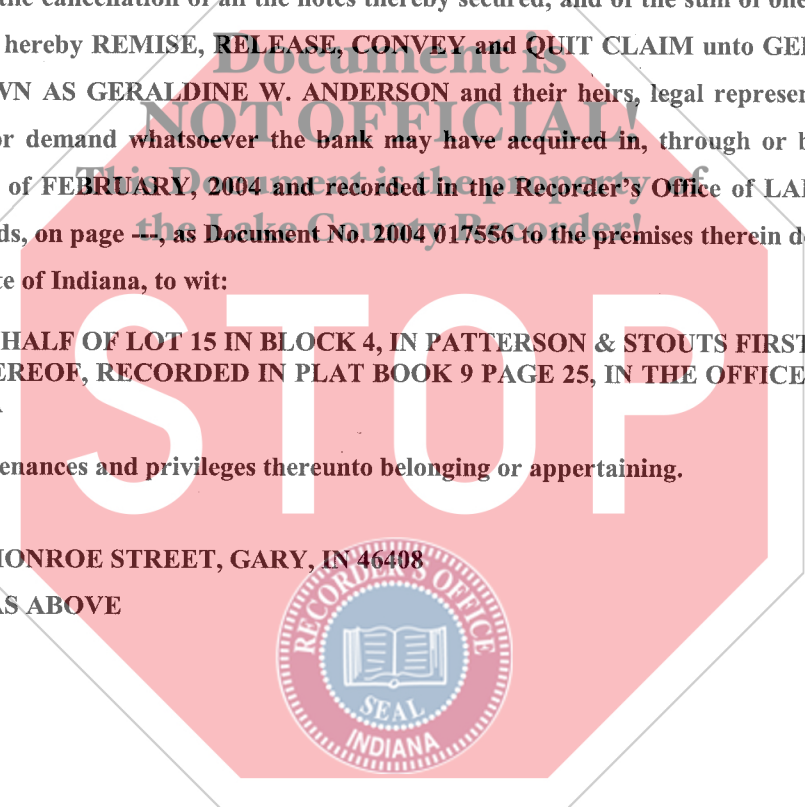 the cancellation of all the notes thereby secured, and of the sum of one
hereby REMISE, RELEASE, CONVEY and QUIT CLAIM unto GE
WN AS GERALDINE W. ANDERSON and their heirs, legal represen
or demand whatsoever the bank may have acquired in, through or b
of FEBRUARY, 2004 and recorded in the Recorder's Office of LA
ds, on page ---, as Document No. 2004 017556 to the premises therein d
te of Indiana, to wit:
HALF OF LOT 15 IN BLOCK 4, IN PATTERSON & STOUTS FIRST
EREOF, RECORDED IN PLAT BOOK 9 PAGE 25, IN THE OFFICE
enances and privileges thereunto belonging or appertaining.
MONROE STREET, GARY, IN 46408
AS ABOVE
Document is
NOT OFFICIAL!
This Document is the property of
the Lake County Recorder!
STOP
RECORDER'S OFFICE
SEAL
INDIANA